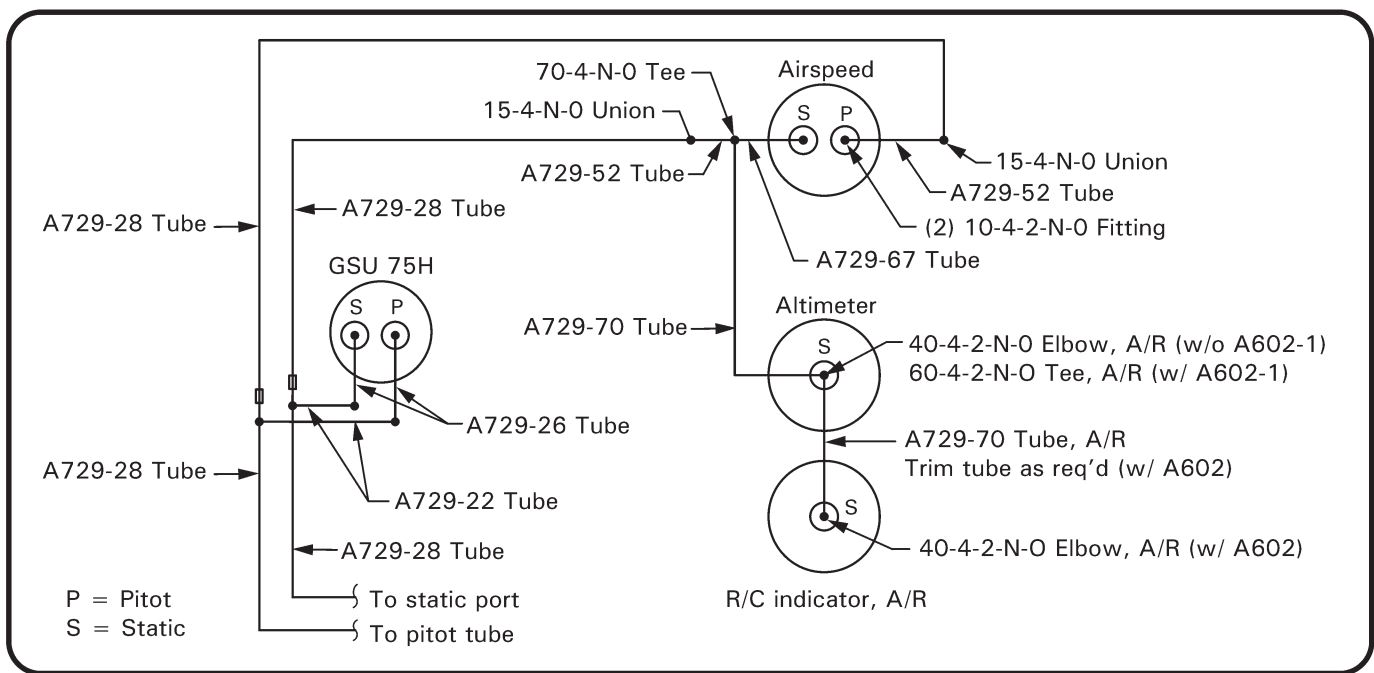 70-4-N-0 Tee
Airspeed
15-4-N-0 Union
S
P
15-4-N-0 Union
A729-52 Tube
A729-52 Tube
A729-28 Tube
A729-28 Tube
(2) 10-4-2-N-0 Fitting
A729-67 Tube
GSU 75H
S
P
Altimeter
A729-70 Tube
S
40-4-2-N-0 Elbow, A/R (w/o A602-1)
60-4-2-N-O Tee, A/R (w/ A602-1)
A729-26 Tube
A729-70 Tube, A/R
Trim tube as req'd (w/ A602)
A729-28 Tube
A729-22 Tube
S
A729-28 Tube
40-4-2-N-O Elbow, A/R (w/ A602)
P = Pitot
S = Static
To static port
To pitot tube
R/C indicator, A/R